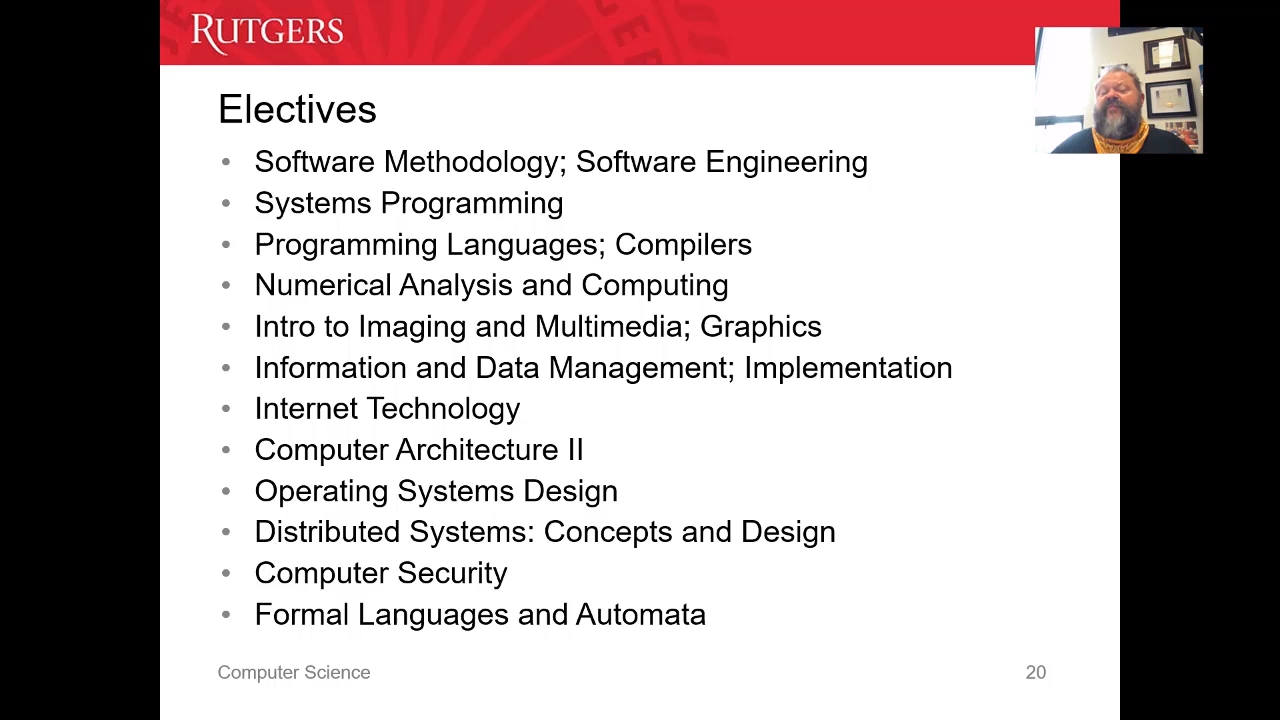 RUTGERS
Electives
• Software Methodology; Software Engineering
• Systems Programming
• Programming Languages; Compilers
• Numerical Analysis and Computing
• Intro to Imaging and Multimedia; Graphics
• Information and Data Management; Implementation
• Internet Technology
• Computer Architecture II
• Operating Systems Design
• Distributed Systems: Concepts and Design
• Computer Security
• Formal Languages and Automata
Computer Science
20